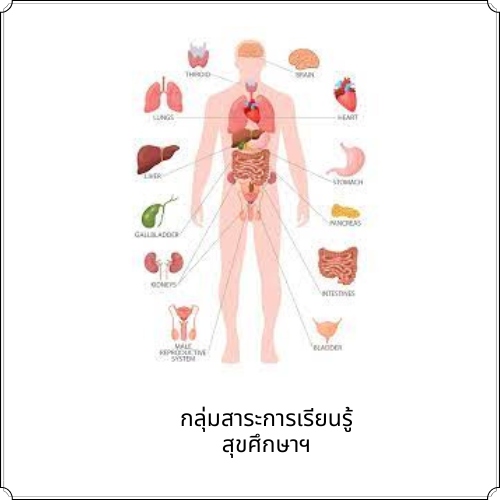 THYROID
BRAIN
LUNGS
HEART
LIVER
STOMACH
GALLBLADDER
PANCREAS
KIDNEYS
INTESTINES
MALE
REPRODUCTIVE
SYSTEM
BLADDER
กลุ่มสาระการเรียนรู้
สุขศึกษาฯ